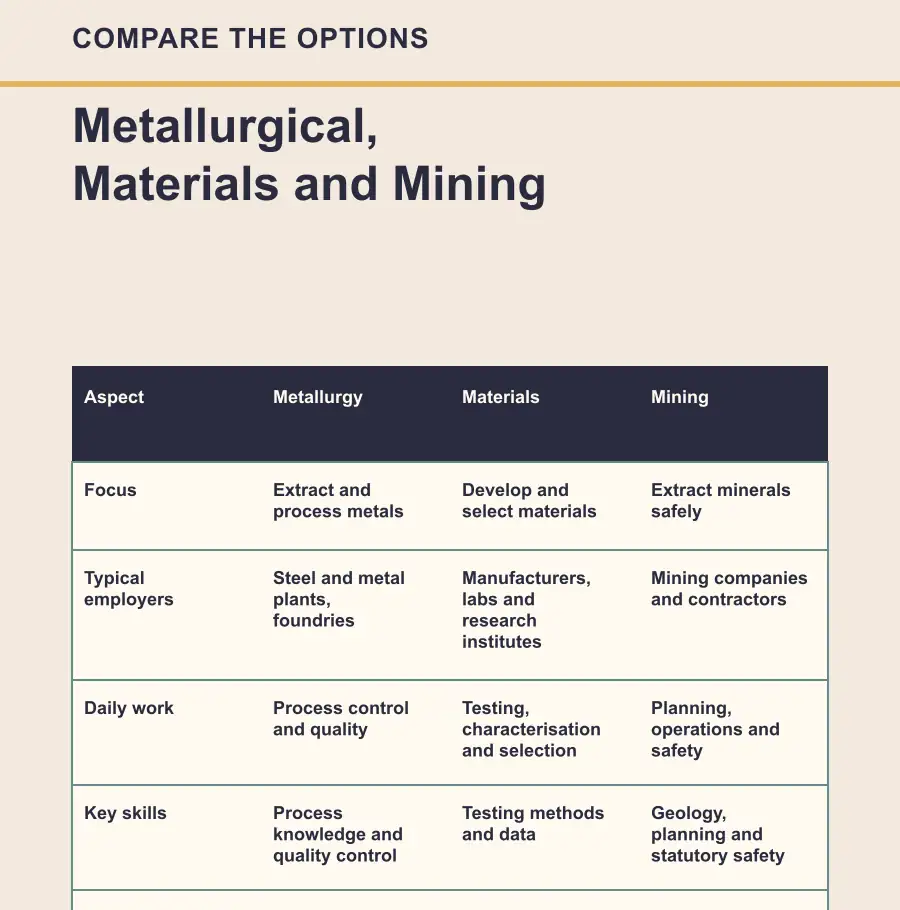 COMPARE THE OPTIONS
Metallurgical,
Materials and Mining
Aspect
Metallurgy
Materials
Mining
Focus
Extract and
process metals
Develop and
select materials
Extract minerals
safely
Typical
employers
Steel and metal
plants,
foundries
Manufacturers,
labs and
research
institutes
Mining companies
and contractors
Daily work
Process control
and quality
Testing,
characterisation
and selection
Planning,
operations and
safety
Key skills
Process
knowledge and
quality control
Testing methods
and data
Geology,
planning and
statutory safety